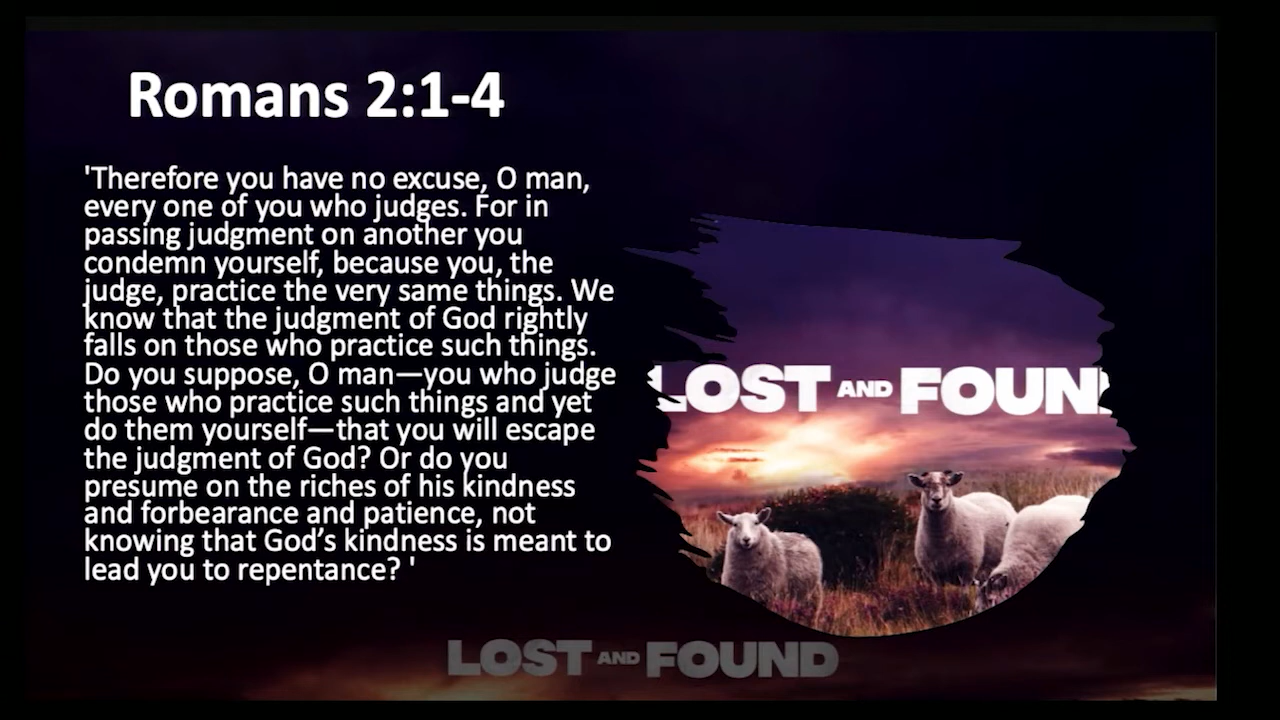 Romans 2:1-4
'Therefore you have no excuse, O man,
every one of you who judges. For in
passing judgment on another you
condemn yourself, because you, the
judge, practice the very same things. We
know that the judgment of God rightly
falls on those who practice such things.
Do you suppose, O man—you who judge
those who practice such things and yet
do them yourself—that you will escape
the judgment of God? Or do you
presume on the riches of his kindness
and forbearance and patience, not
knowing that God’s kindness is meant to
lead you to repentance? '
LOST AND FOUN
LOST AND FOUND